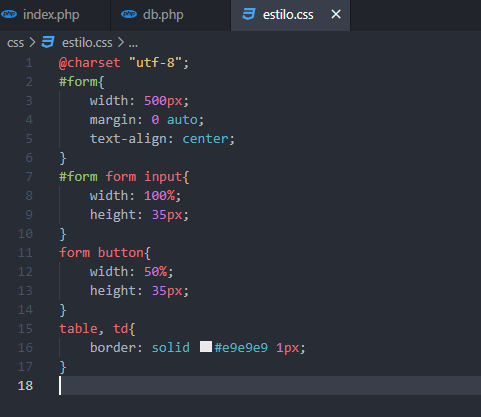 index.php db.php estilo.css ×
css > estilo.css > ...
1 @charset "utf-8";
2 #form{
3 width: 500px;
4 margin: 0 auto;
5 text-align: center;
6 }
7 #form form input{
8 width: 100%;
9 height: 35px;
10 }
11 form button{
12 width: 50%;
13 height: 35px;
14 }
15 table, td{
16 border: solid #e9e9e9 1px;
17 }
18